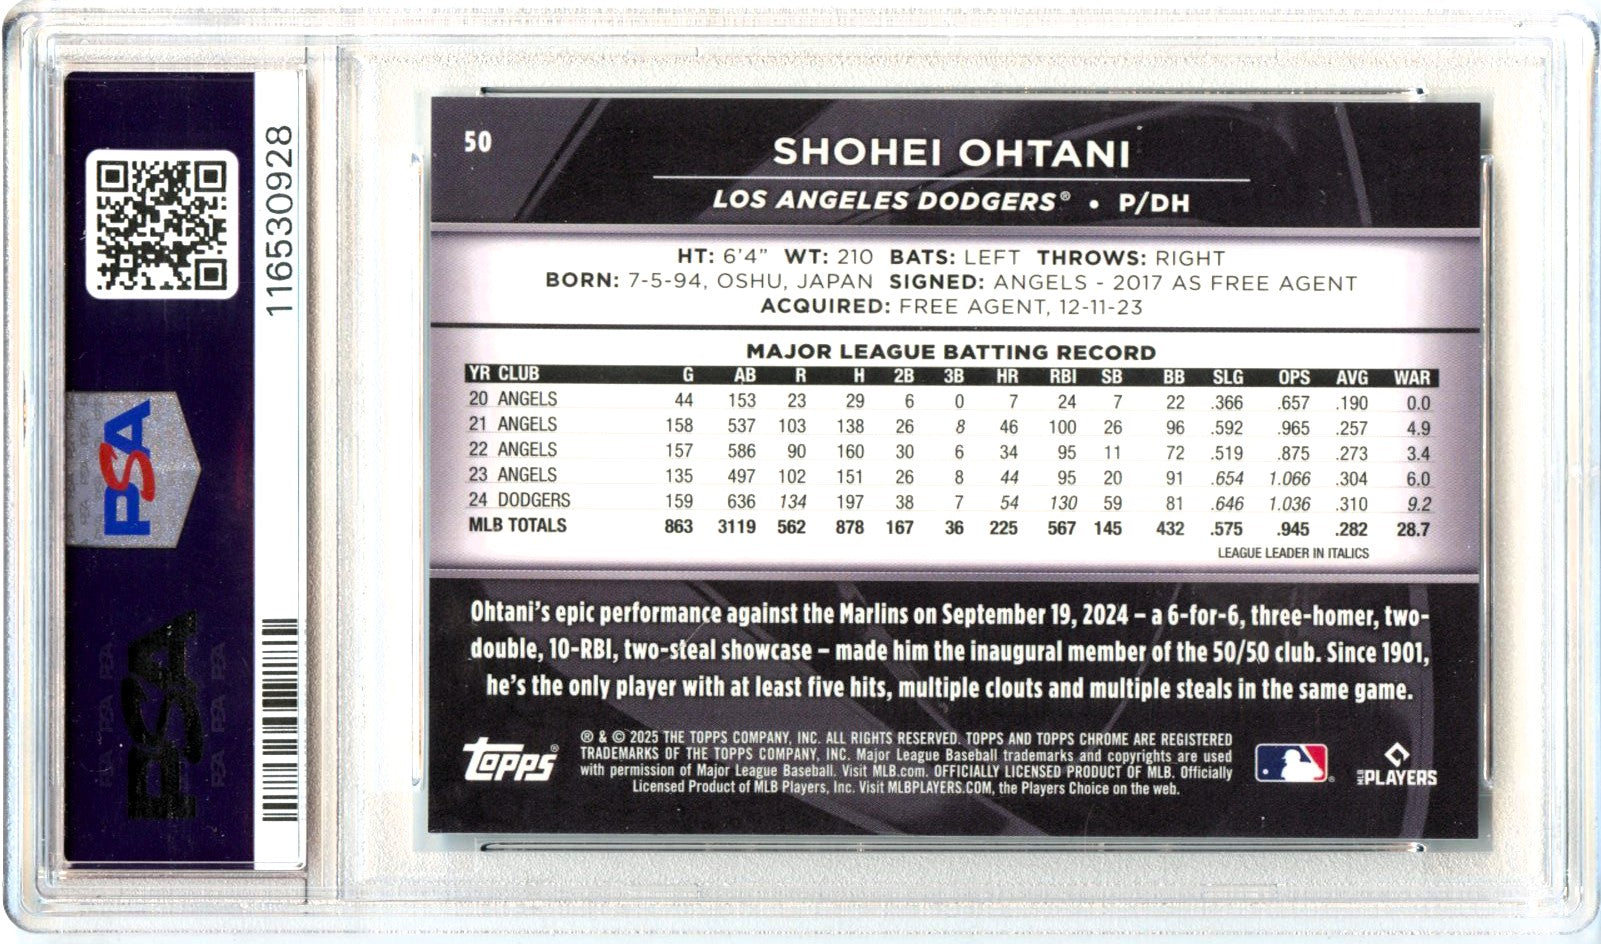 116530928
PSA
PSA
50
SHOHEI OHTANI
LOS ANGELES DODGERS® • P/DH
HT: 6'4" WT: 210 BATS: LEFT THROWS: RIGHT
BORN: 7-5-94, OSHU, JAPAN SIGNED: ANGELS - 2017 AS FREE AGENT
ACQUIRED: FREE AGENT, 12-11-23
MAJOR LEAGUE BATTING RECORD
YR CLUB G AB R H 2B 3B HR RBI SB BB SLG OPS AVG WAR
20 ANGELS 44 153 23 29 6 0 7 24 7 22 .366 .657 .190 0.0
21 ANGELS 158 537 103 138 26 8 46 100 26 96 .592 .965 .257 4.9
22 ANGELS 157 586 90 160 30 6 34 95 11 72 .519 .875 .273 3.4
23 ANGELS 135 497 102 151 26 8 44 95 20 91 .654 1.066 .304 6.0
24 DODGERS 159 636 134 197 38 7 54 130 59 81 .646 1.036 .310 9.2
MLB TOTALS 863 3119 562 878 167 36 225 567 145 432 .575 .945 .282 28.7
LEAGUE LEADER IN ITALICS
Ohtani's epic performance against the Marlins on September 19, 2024 – a 6-for-6, three-homer, two-
double, 10-RBI, two-steal showcase – made him the inaugural member of the 50/50 club. Since 1901,
he's the only player with at least five hits, multiple clouts and multiple steals in the same game.
Topps®
® & © 2025 THE TOPPS COMPANY, INC. ALL RIGHTS RESERVED. TOPPS AND TOPPS CHROME ARE REGISTERED
TRADEMARKS OF THE TOPPS COMPANY, INC. Major League Baseball trademarks and copyrights are used
with permission of Major League Baseball. Visit MLB.com. OFFICIALLY LICENSED PRODUCT OF MLB. Officially
Licensed Product of MLB Players, Inc. Visit MLBPLAYERS.COM, the Players Choice on the web.
MLB PLAYERS